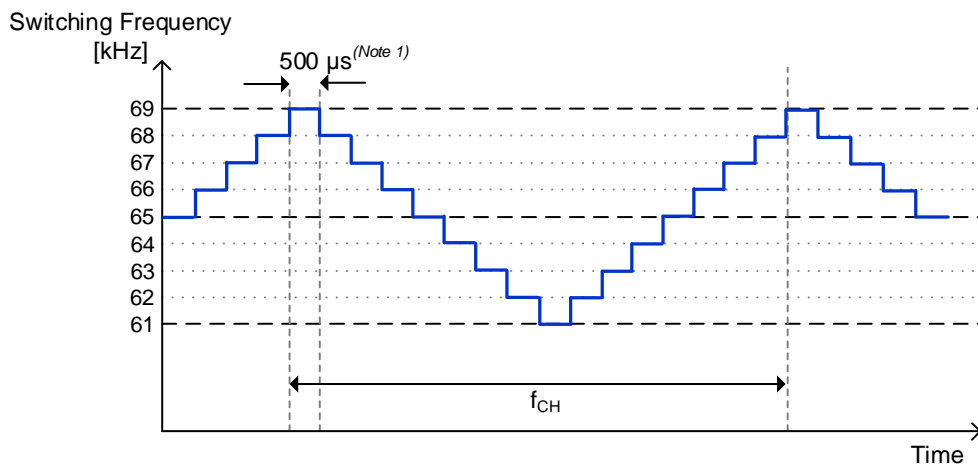 Switching Frequency
[kHz]
500 µs(Note 1)
69
68
67
66
65
64
63
62
61
fCH
Time